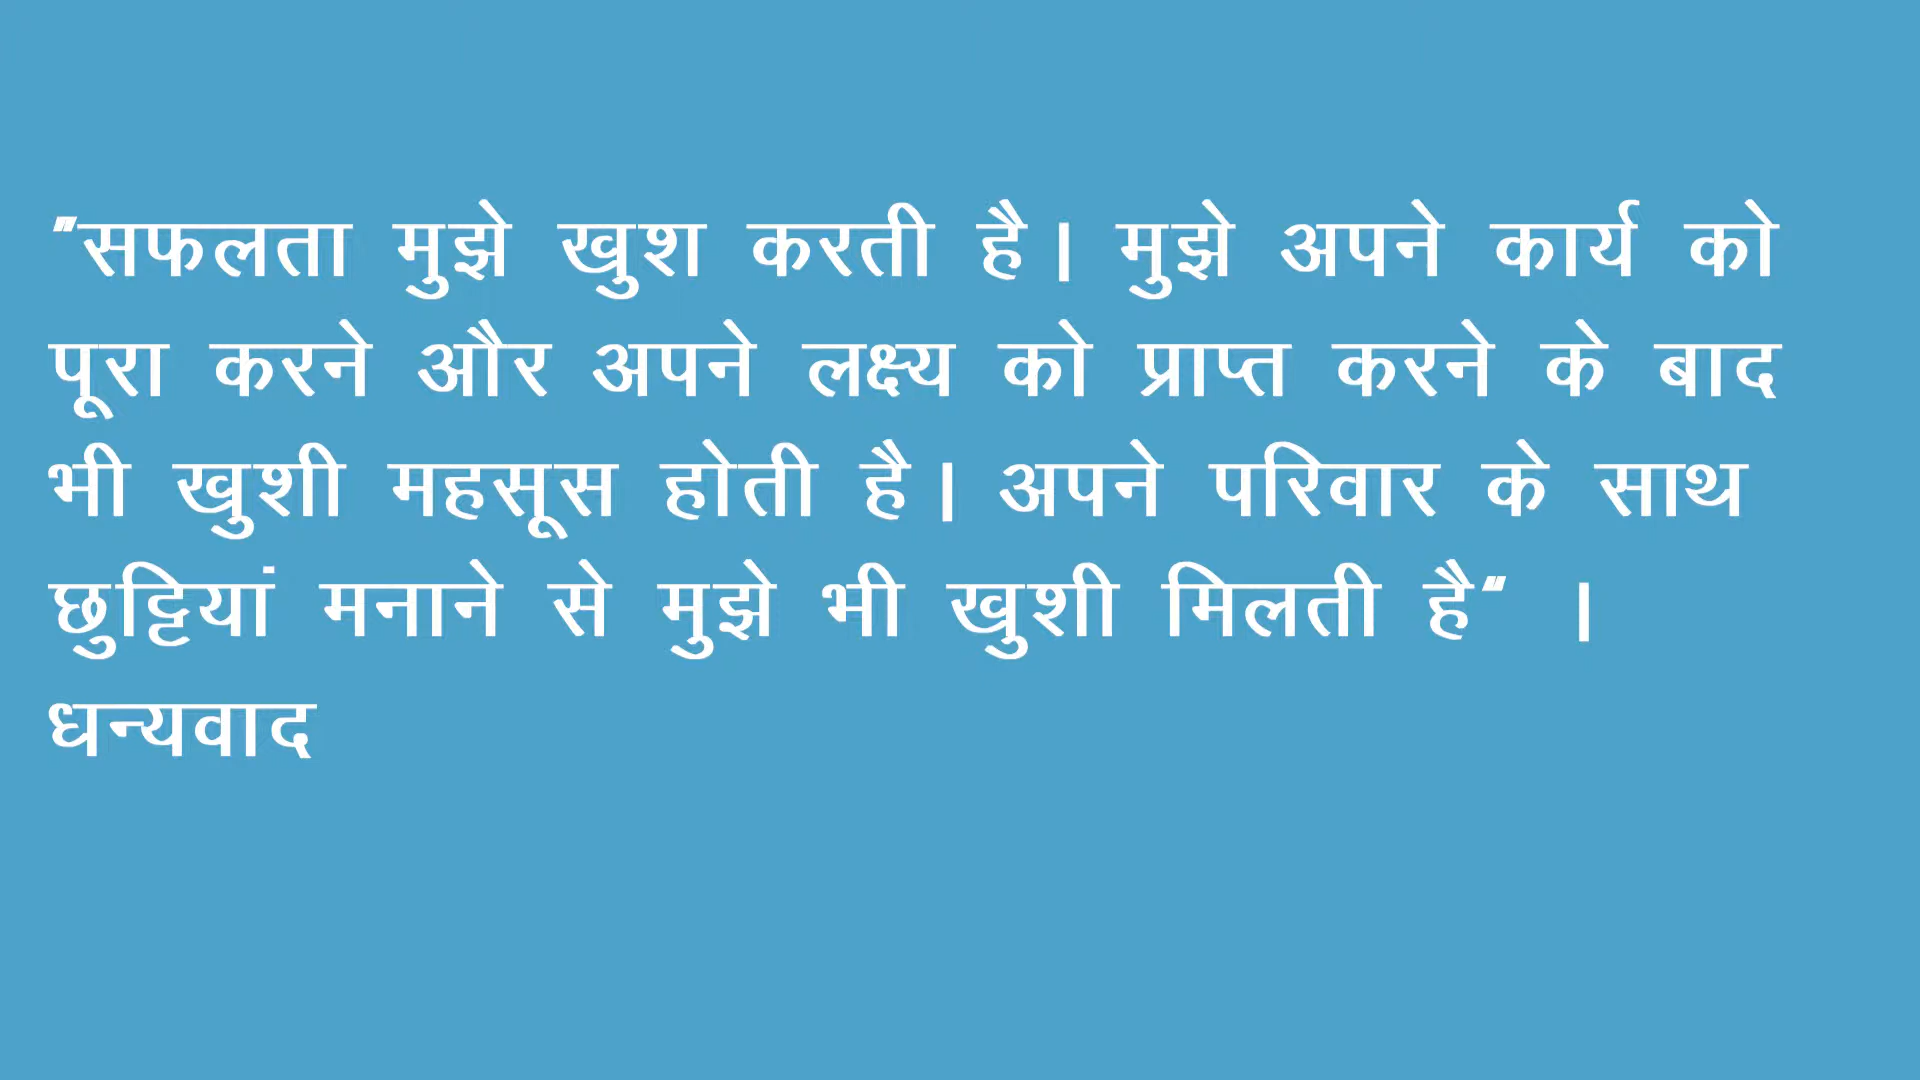 "सफलता मुझे खुश करती है। मुझे अपने कार्य को
पूरा करने और अपने लक्ष्य को प्राप्त करने के बाद
भी खुशी महसूस होती है। अपने परिवार के साथ
छुट्टियां मनाने से मुझे भी खुशी मिलती है" ।
धन्यवाद